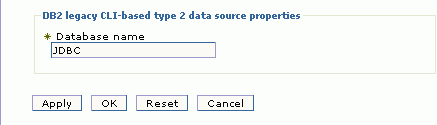 DB2 legacy CLI-based type 2 data source properties
* Database name
JDBC
Apply OK Reset Cancel